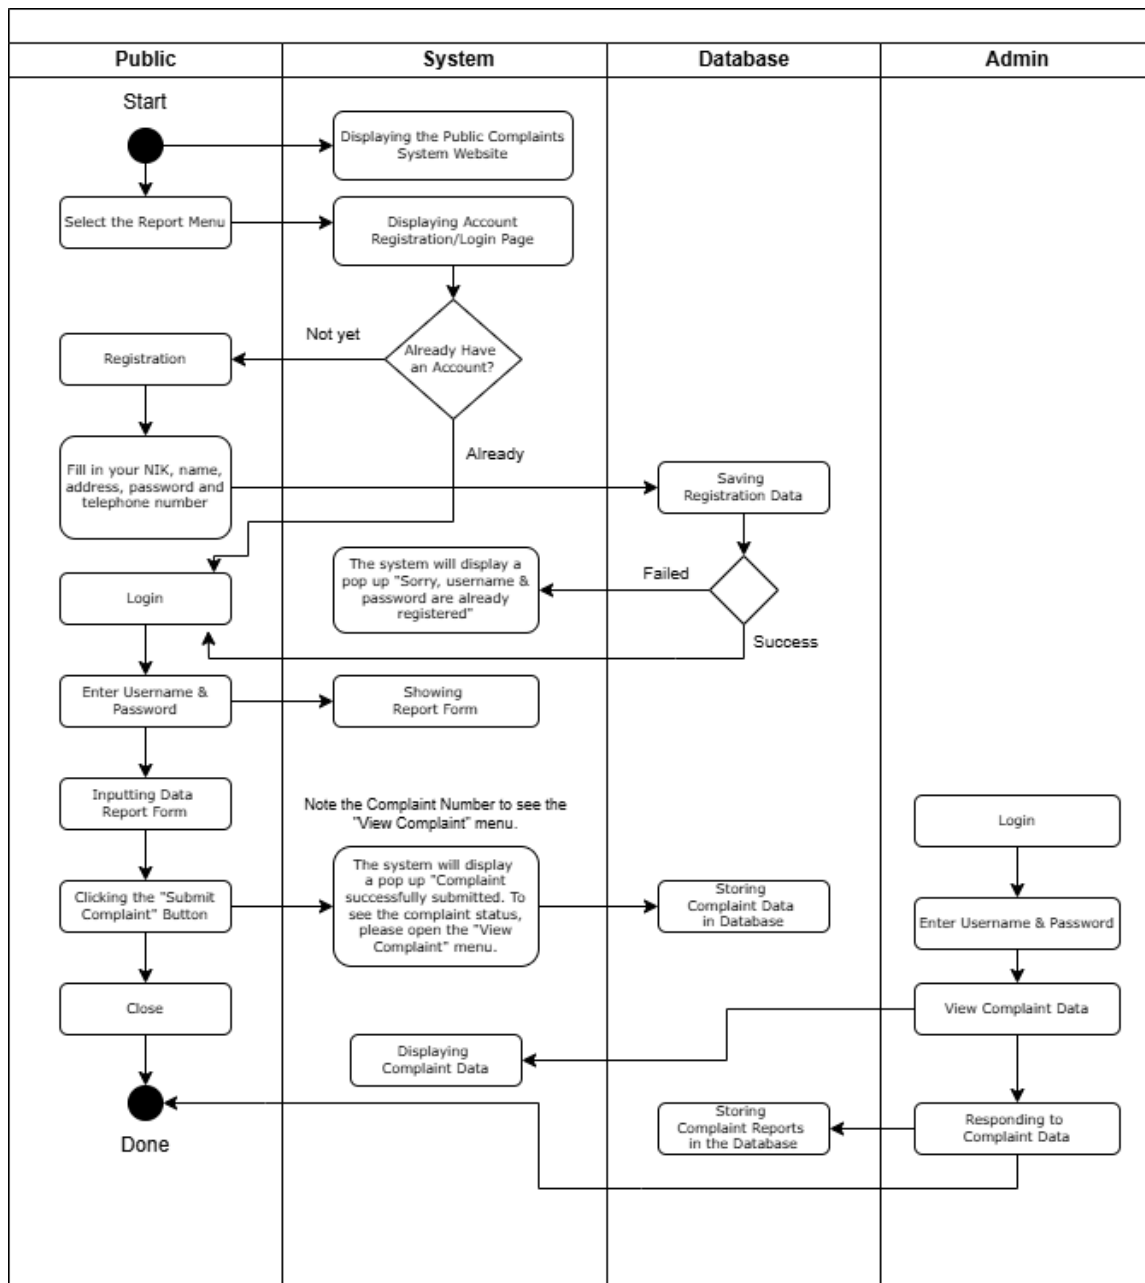 Public
System
Database
Admin
Start
Displaying the Public Complaints
System Website
Select the Report Menu
Displaying Account
Registration/Login Page
Not yet
Already Have
an Account?
Registration
Already
Fill in your NIK, name,
address, password and
telephone number
Saving
Registration Data
The system will display a
pop up "Sorry, username &
password are already
registered"
Failed
Login
Success
Enter Username &
Password
Showing
Report Form
Inputting Data
Report Form
Note the Complaint Number to see the
"View Complaint" menu.
Login
Clicking the "Submit
Complaint" Button
The system will display
a pop up "Complaint
successfully submitted. To
see the complaint status,
please open the "View
Complaint" menu.
Storing
Complaint Data
in Database
Enter Username & Password
Close
View Complaint Data
Displaying
Complaint Data
Storing
Complaint Reports
in the Database
Responding to
Complaint Data
Done